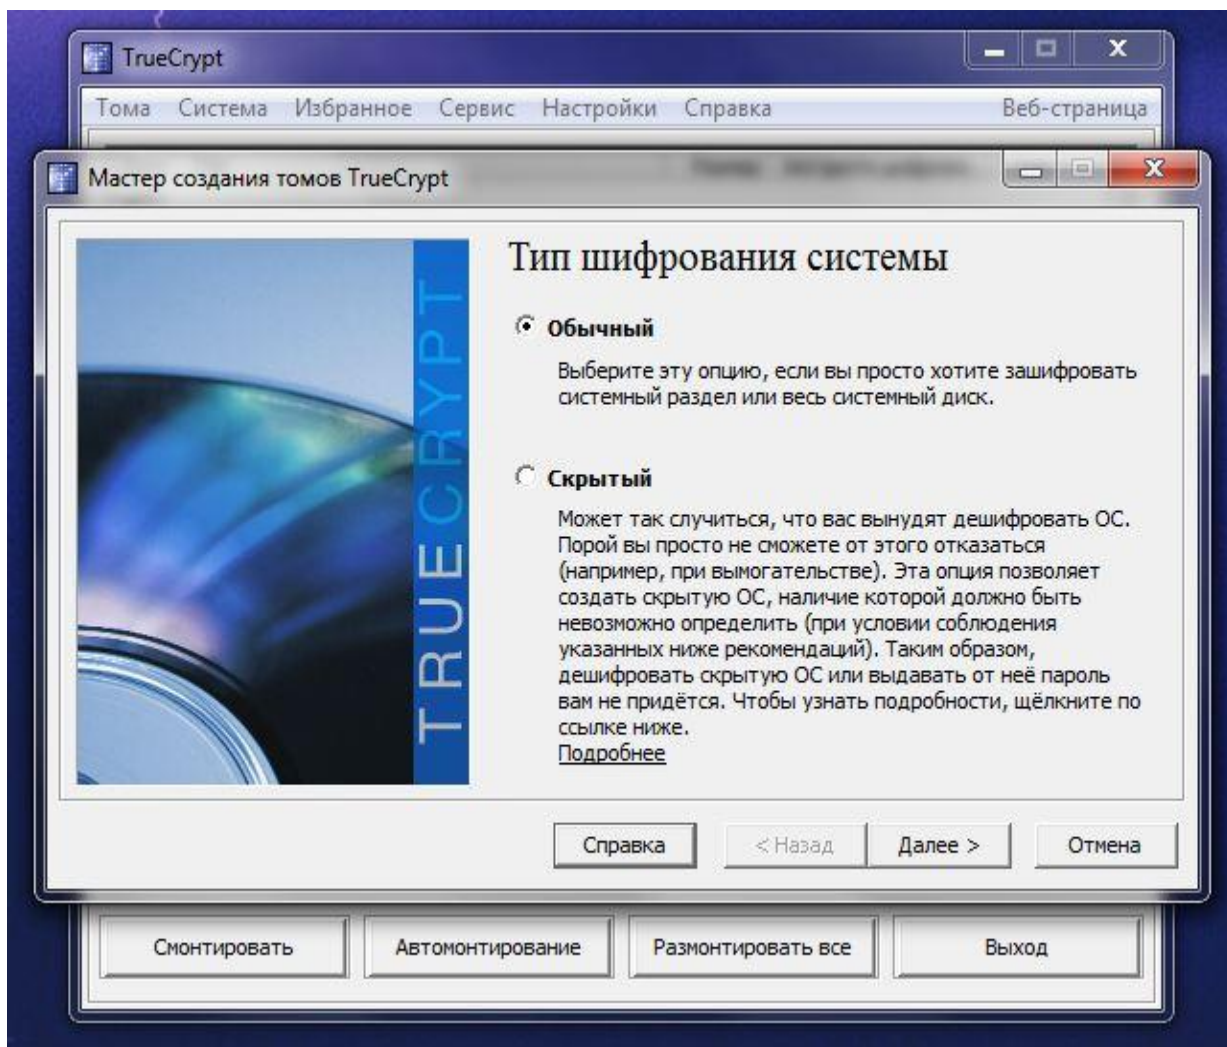 TrueCrypt
Тома Система Избранное Сервис Настройки Справка Веб-страница
Мастер создания томов TrueCrypt
TRUECRYPT
Тип шифрования системы
Обычный
Выберите эту опцию, если вы просто хотите зашифровать
системный раздел или весь системный диск.
Скрытый
Может так случиться, что вас вынудят дешифровать ОС.
Порой вы просто не сможете от этого отказаться
(например, при вымогательстве). Эта опция позволяет
создать скрытую ОС, наличие которой должно быть
невозможно определить (при условии соблюдения
указанных ниже рекомендаций). Таким образом,
дешифровать скрытую ОС или выдавать от неё пароль
вам не придётся. Чтобы узнать подробности, щёлкните по
ссылке ниже.
Подробнее
Справка < Назад Далее > Отмена
Смонтировать Автомонтирование Размонтировать все Выход